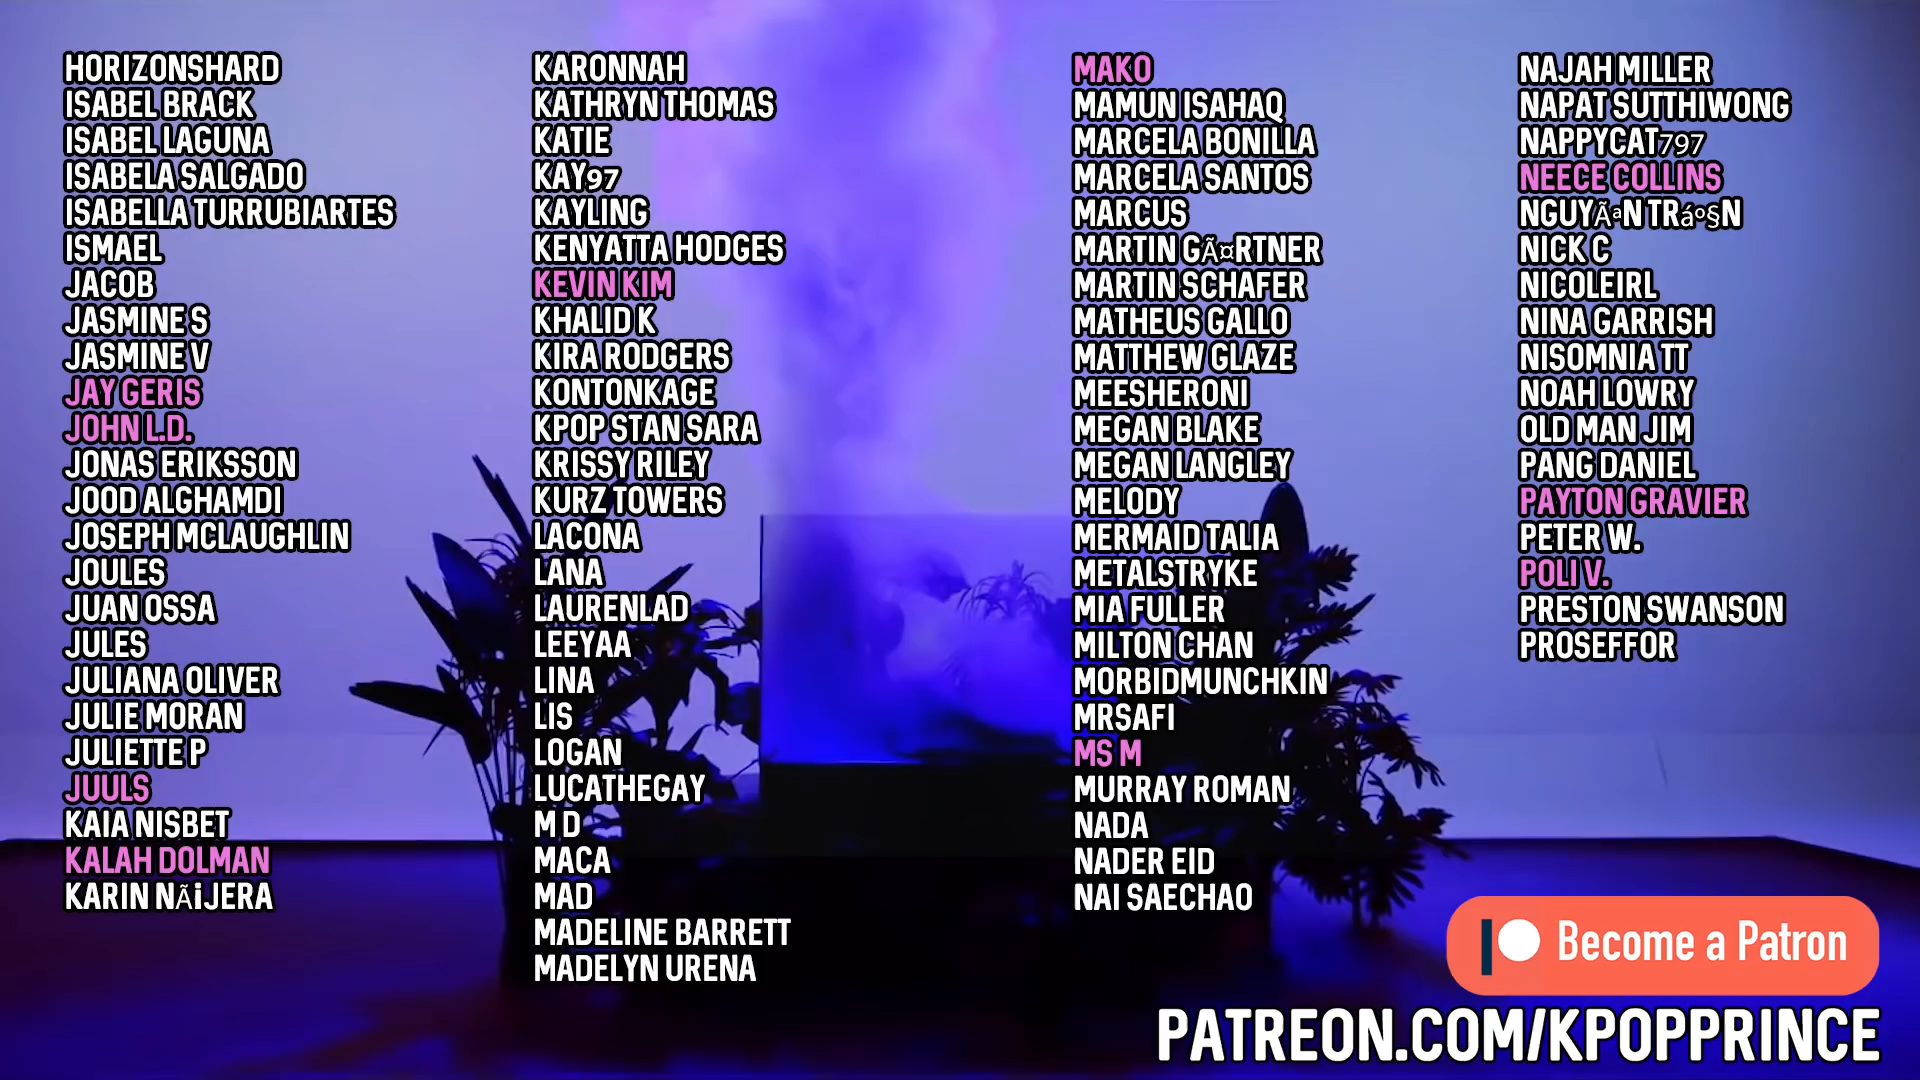 HORIZONSHARD
ISABEL BRACK
ISABEL LAGUNA
ISABELA SALGADO
ISABELLA TURRUBIARTES
ISMAEL
JACOB
JASMINE S
JASMINE V
JAY GERIS
JOHN L.D.
JONAS ERIKSSON
JOOD ALGHAMDI
JOSEPH MCLAUGHLIN
JOULES
JUAN OSSA
JULES
JULIANA OLIVER
JULIE MORAN
JULIETTE P
JUULS
KAIA NISBET
KALAH DOLMAN
KARIN NÃ¡JERA
KARONNAH
KATHRYN THOMAS
KATIE
KAY97
KAYLING
KENYATTA HODGES
KEVIN KIM
KHALID K
KIRA RODGERS
KONTONKAGE
KPOP STAN SARA
KRISSY RILEY
KURZ TOWERS
LACONA
LANA
LAURENLAD
LEEYAA
LINA
LIS
LOGAN
LUCATHEGAY
M D
MACA
MAD
MADELINE BARRETT
MADELYN URENA
MAKO
MAMUN ISAHAQ
MARCELA BONILLA
MARCELA SANTOS
MARCUS
MARTIN GÃ¤RTNER
MARTIN SCHAFER
MATHEUS GALLO
MATTHEW GLAZE
MEESHERONI
MEGAN BLAKE
MEGAN LANGLEY
MELODY
MERMAID TALIA
METALSTRYKE
MIA FULLER
MILTON CHAN
MORBIDMUNCHKIN
MRSAFI
MS M
MURRAY ROMAN
NADA
NADER EID
NAI SAECHAO
NAJAH MILLER
NAPAT SUTTHIWONG
NAPPYCAT797
NEECE COLLINS
NGUYÃªN TRáº§N
NICK C
NICOLEIRL
NINA GARRISH
NISOMNIA TT
NOAH LOWRY
OLD MAN JIM
PANG DANIEL
PAYTON GRAVIER
PETER W.
POLI V.
PRESTON SWANSON
PROSEFFOR
Become a Patron
PATREON.COM/KPOPPRINCE